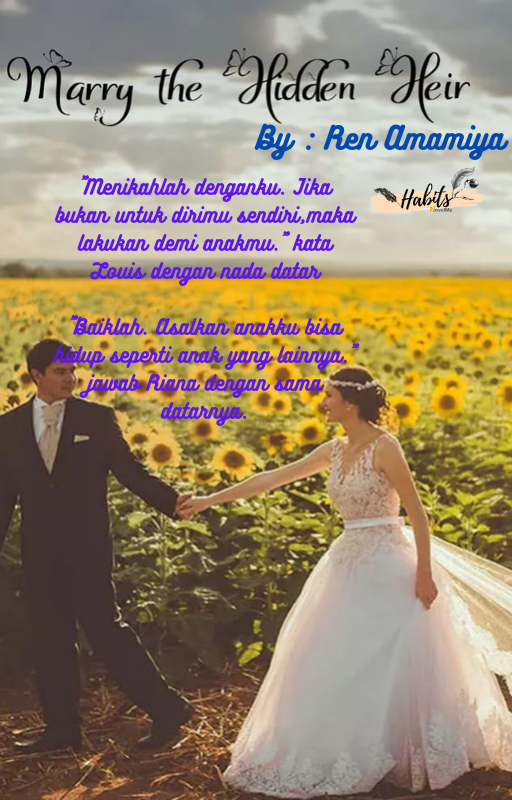 Marry the Hidden Heir
By : Ren Amamiya
Habits
NovelMe
"Menikahlah denganku. Jika
bukan untuk dirimu sendiri,maka
lakukan demi anakmu." kata
Louis dengan nada datar
"Baiklah. Asalkan anakku bisa
hidup seperti anak yang lainnya."
jawab Riana dengan sama
datarnya.